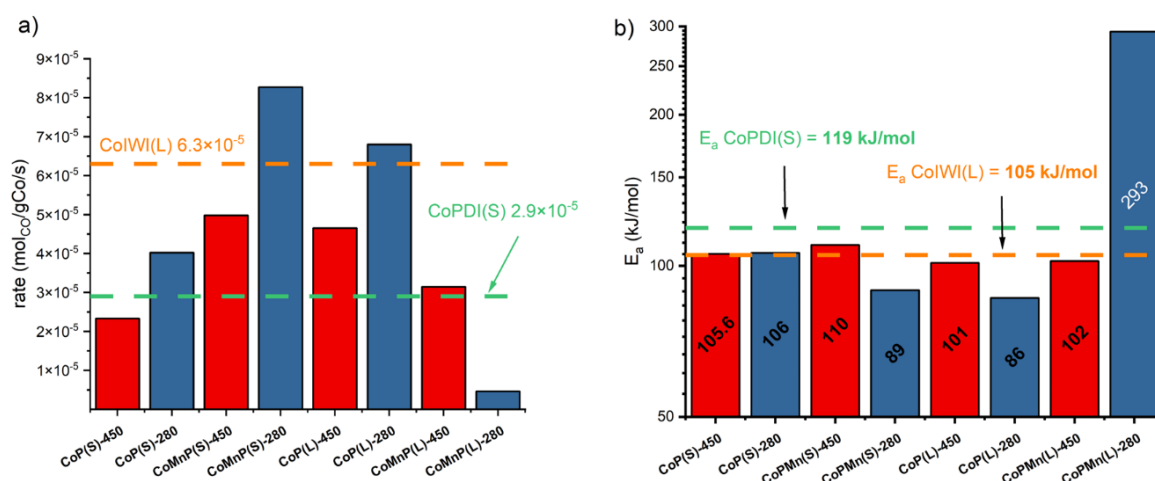 a)
9×10⁻⁵
8×10⁻⁵
7×10⁻⁵
6×10⁻⁵
5×10⁻⁵
4×10⁻⁵
3×10⁻⁵
2×10⁻⁵
1×10⁻⁵
rate (mol_CO/gCo/s)
CoIWI(L) 6.3×10⁻⁵
CoPDI(S) 2.9×10⁻⁵
CoP(S)-450
CoP(S)-280
CoMnP(S)-450
CoMnP(S)-280
CoP(L)-450
CoP(L)-280
CoMnP(L)-450
CoMnP(L)-280
b)
300
250
200
150
100
50
E_a (kJ/mol)
E_a CoPDI(S) = 119 kJ/mol
E_a CoIWI(L) = 105 kJ/mol
105.6
106
110
89
101
86
102
293
CoP(S)-450
CoP(S)-280
CoPMn(S)-450
CoPMn(S)-280
CoP(L)-450
CoP(L)-280
CoPMn(L)-450
CoPMn(L)-280